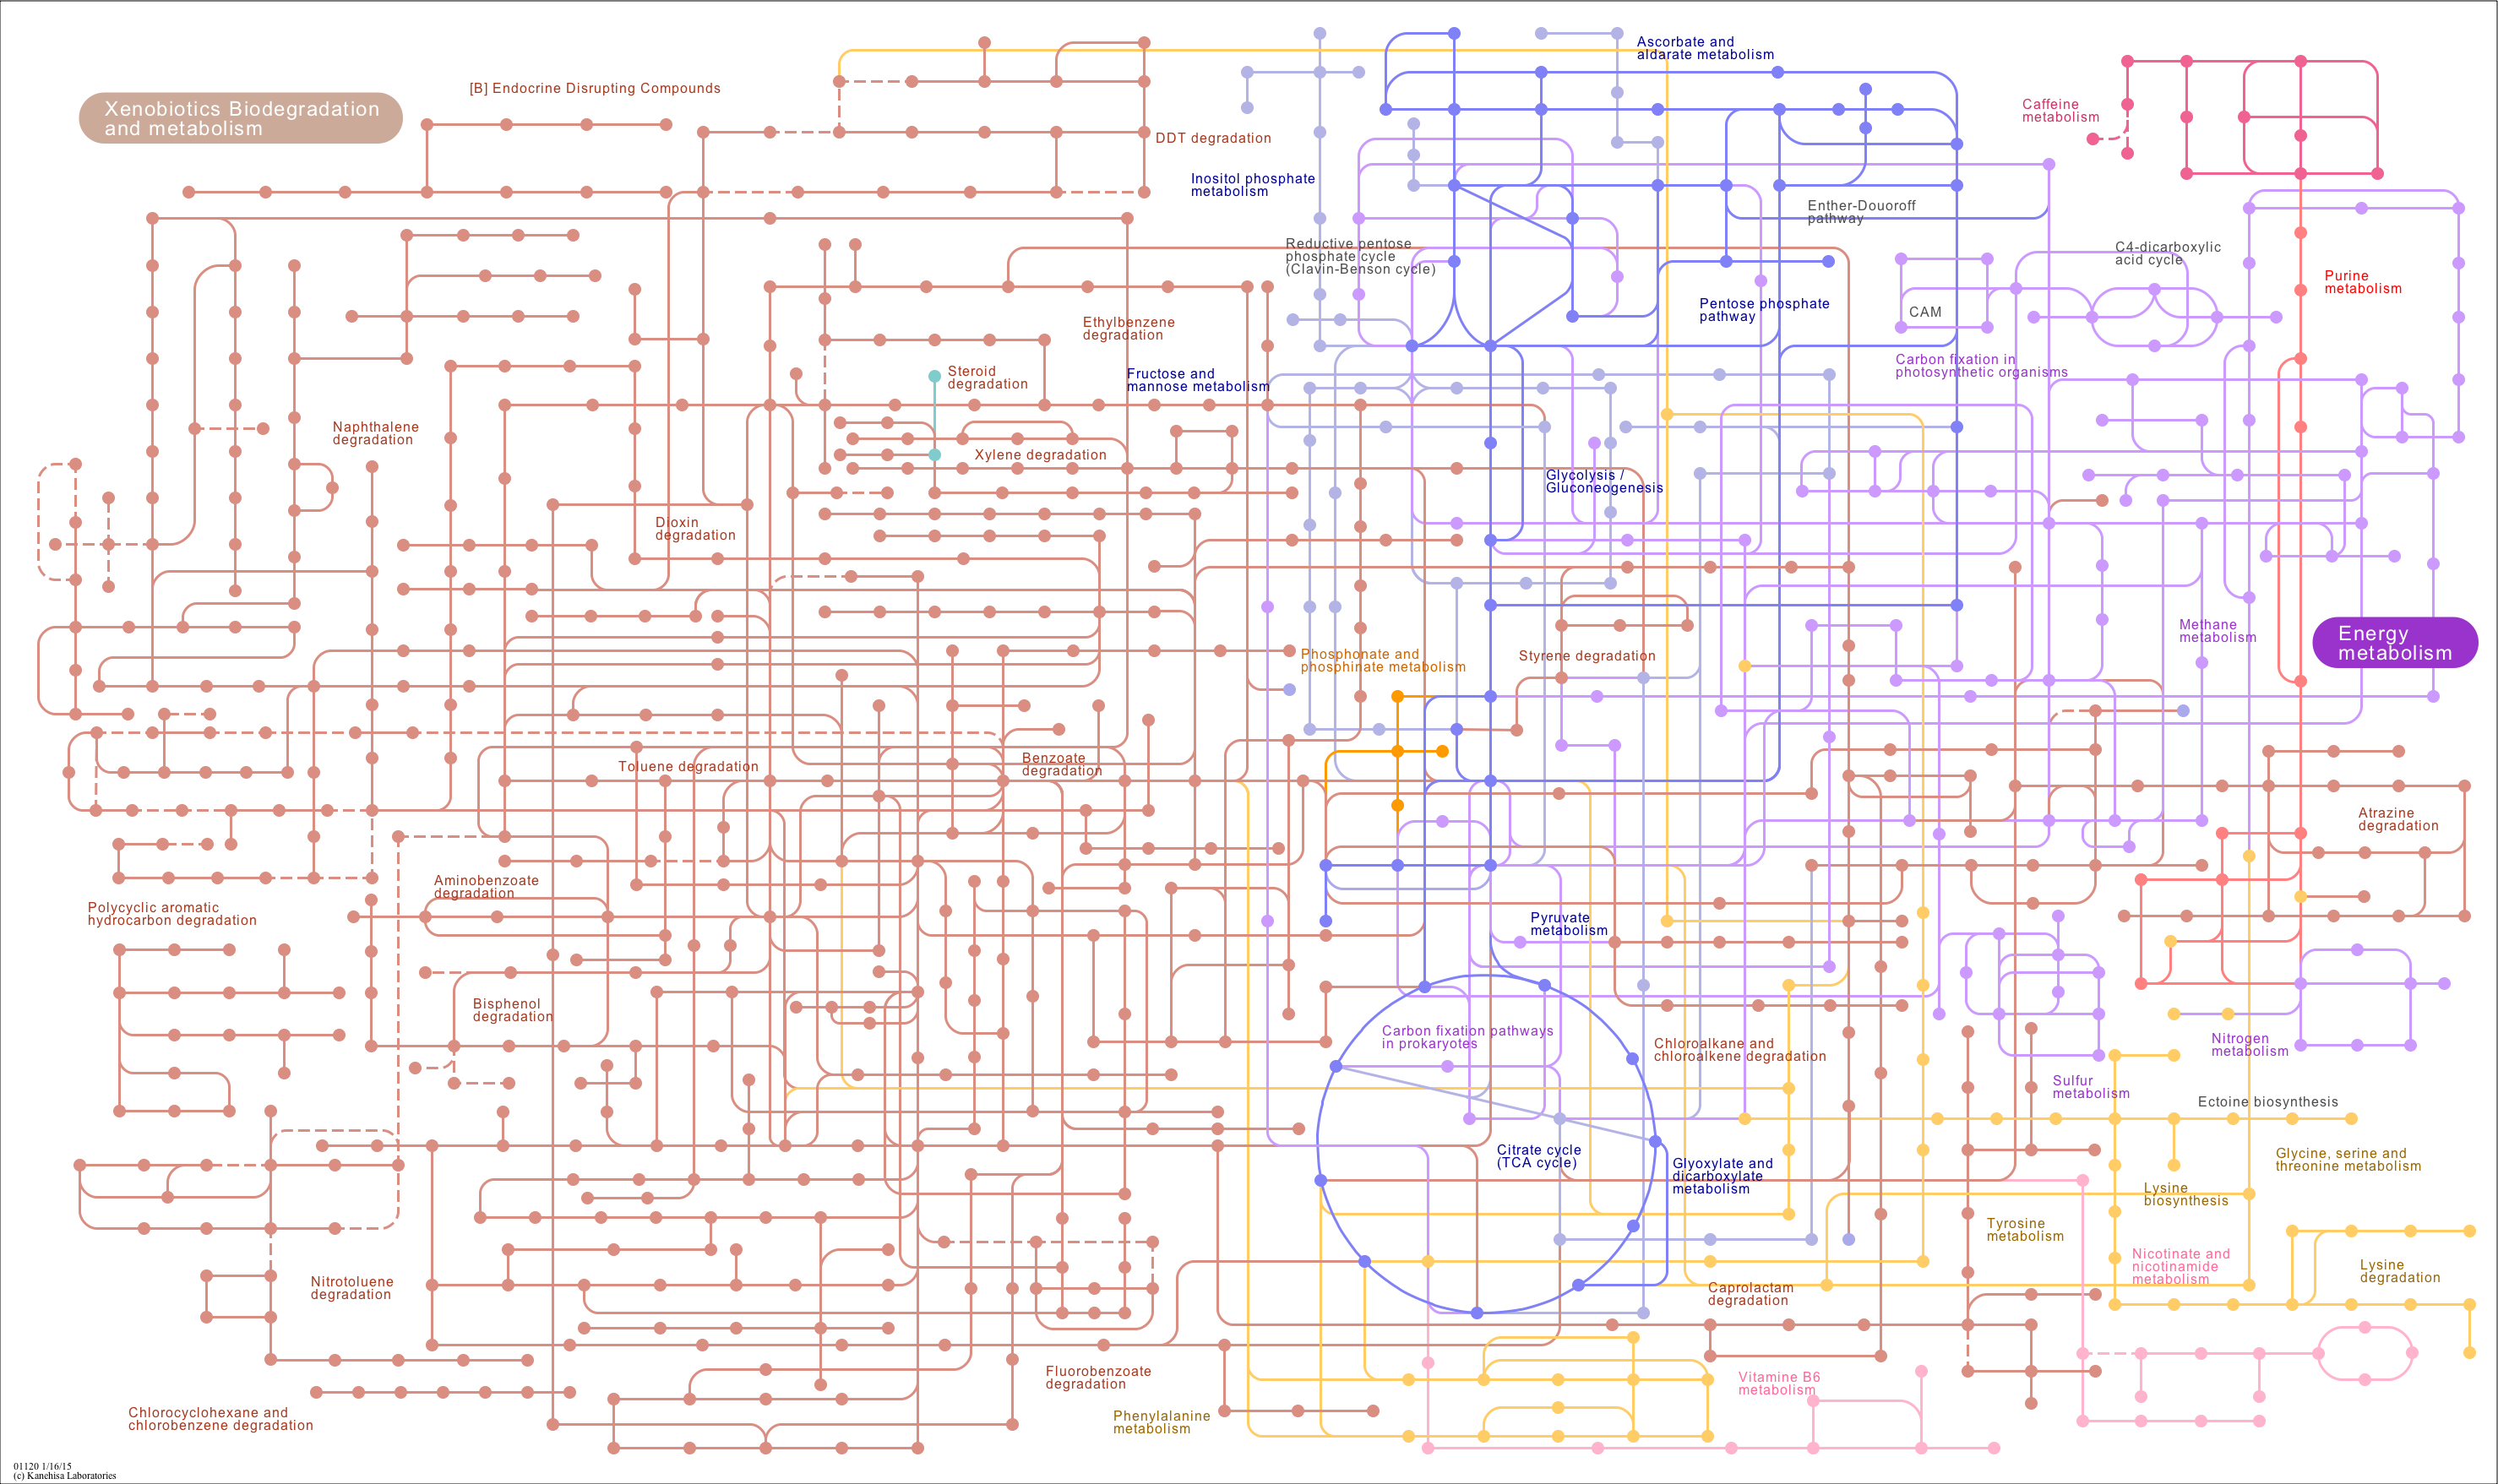 Xenobiotics Biodegradation
and metabolism
[B] Endocrine Disrupting Compounds
DDT degradation
Ascorbate and
aldarate metabolism
Caffeine
metabolism
Inositol phosphate
metabolism
Enther-Douoroff
pathway
Reductive pentose
phosphate cycle
(Clavin-Benson cycle)
C4-dicarboxylic
acid cycle
Purine
metabolism
Pentose phosphate
pathway
CAM
Ethylbenzene
degradation
Carbon fixation in
photosynthetic organisms
Steroid
degradation
Fructose and
mannose metabolism
Naphthalene
degradation
Xylene degradation
Glycolysis /
Gluconeogenesis
Dioxin
degradation
Methane
metabolism
Energy
metabolism
Phosphonate and
phosphinate metabolism
Styrene degradation
Toluene degradation
Benzoate
degradation
Atrazine
degradation
Aminobenzoate
degradation
Polycyclic aromatic
hydrocarbon degradation
Pyruvate
metabolism
Bisphenol
degradation
Carbon fixation pathways
in prokaryotes
Chloroalkane and
chloroalkene degradation
Nitrogen
metabolism
Sulfur
metabolism
Ectoine biosynthesis
Citrate cycle
(TCA cycle)
Glyoxylate and
dicarboxylate
metabolism
Glycine, serine and
threonine metabolism
Lysine
biosynthesis
Tyrosine
metabolism
Nicotinate and
nicotinamide
metabolism
Lysine
degradation
Nitrotoluene
degradation
Caprolactam
degradation
Fluorobenzoate
degradation
Vitamine B6
metabolism
Chlorocyclohexane and
chlorobenzene degradation
Phenylalanine
metabolism
01120 1/16/15
(c) Kanehisa Laboratories